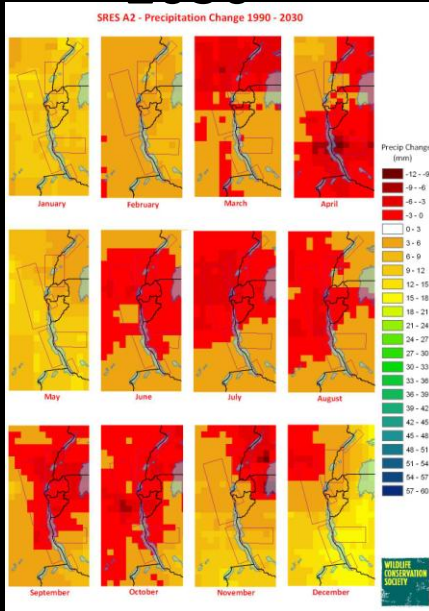 2030
SRES A2 - Precipitation Change 1990 - 2030
January
February
March
April
Precip Change
(mm)
-12 - -9
-9 - -6
-6 - -3
-3 - 0
0 - 3
3 - 6
6 - 9
9 - 12
12 - 15
15 - 18
18 - 21
21 - 24
24 - 27
27 - 30
30 - 33
33 - 36
36 - 39
39 - 42
42 - 45
45 - 48
48 - 51
51 - 54
54 - 57
57 - 60
May
June
July
August
September
October
November
December
WILDLIFE
CONSERVATION
SOCIETY